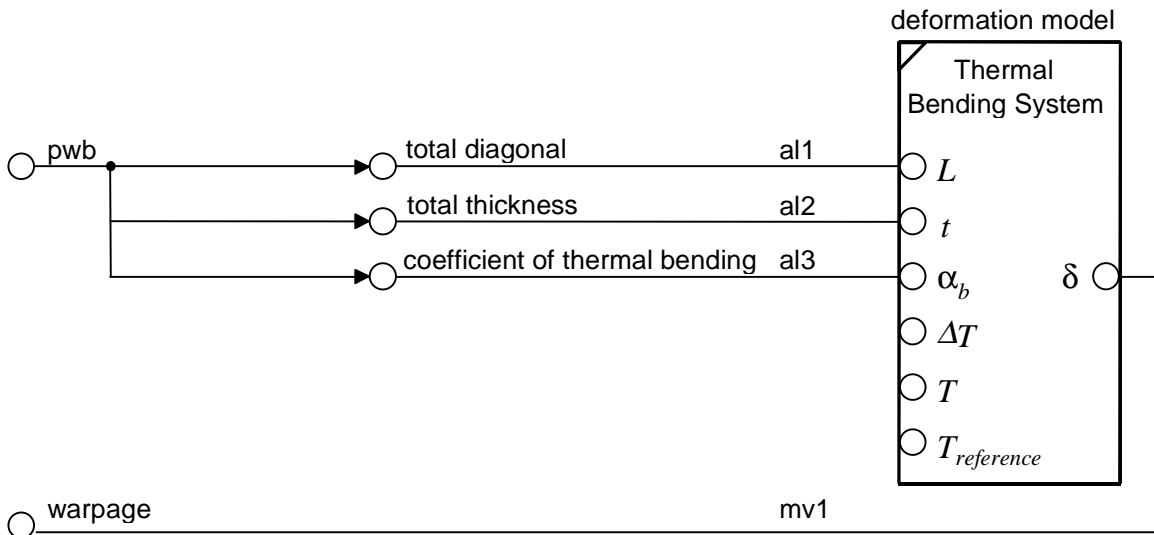 deformation model
Thermal
Bending System
pwb
total diagonal al1 L
total thickness al2 t
coefficient of thermal bending al3 α_b δ
ΔT
T
T_reference
warpage mv1